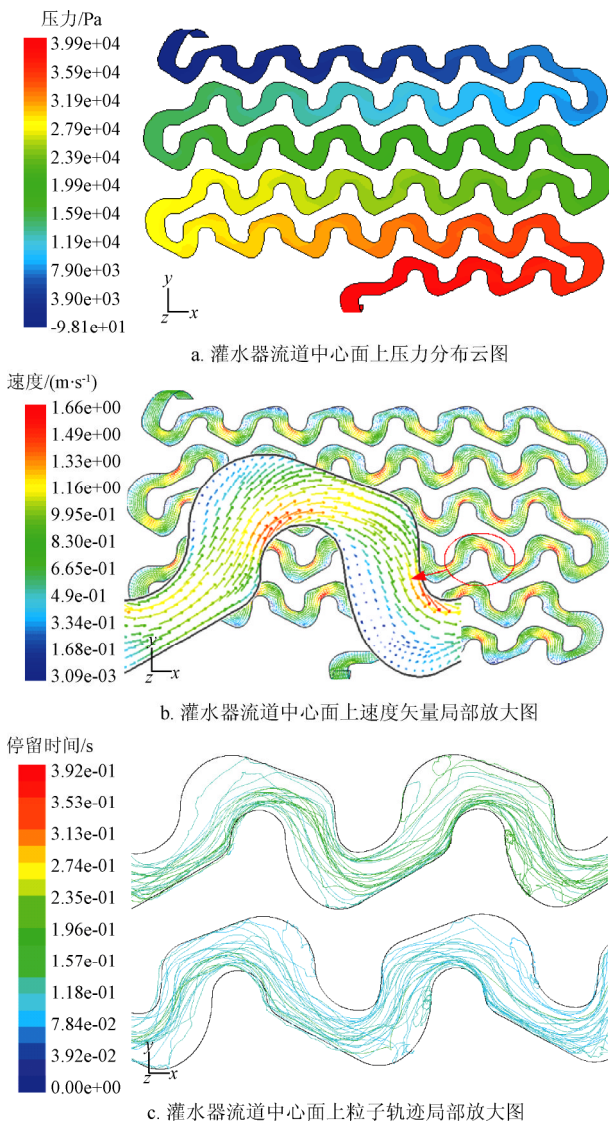 压力/Pa
3.99e+04
3.59e+04
3.19e+04
2.79e+04
2.39e+04
1.99e+04
1.59e+04
1.19e+04
7.90e+03
3.90e+03
-9.81e+01
y
z x
a. 灌水器流道中心面上压力分布云图
速度/(m·s⁻¹)
1.66e+00
1.49e+00
1.33e+00
1.16e+00
9.95e-01
8.30e-01
6.65e-01
4.9e-01
3.34e-01
1.68e-01
3.09e-03
y
z x
b. 灌水器流道中心面上速度矢量局部放大图
停留时间/s
3.92e-01
3.53e-01
3.13e-01
2.74e-01
2.35e-01
1.96e-01
1.57e-01
1.18e-01
7.84e-02
3.92e-02
0.00e+00
y
z x
c. 灌水器流道中心面上粒子轨迹局部放大图